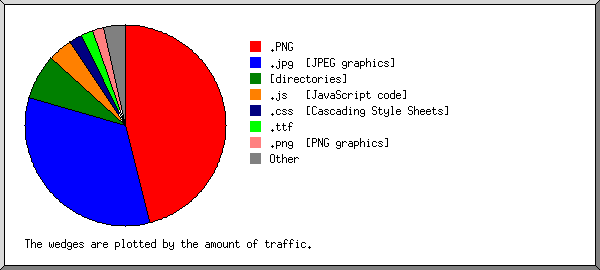 .PNG
.jpg [JPEG graphics]
[directories]
.js [JavaScript code]
.css [Cascading Style Sheets]
.ttf
.png [PNG graphics]
Other
The wedges are plotted by the amount of traffic.